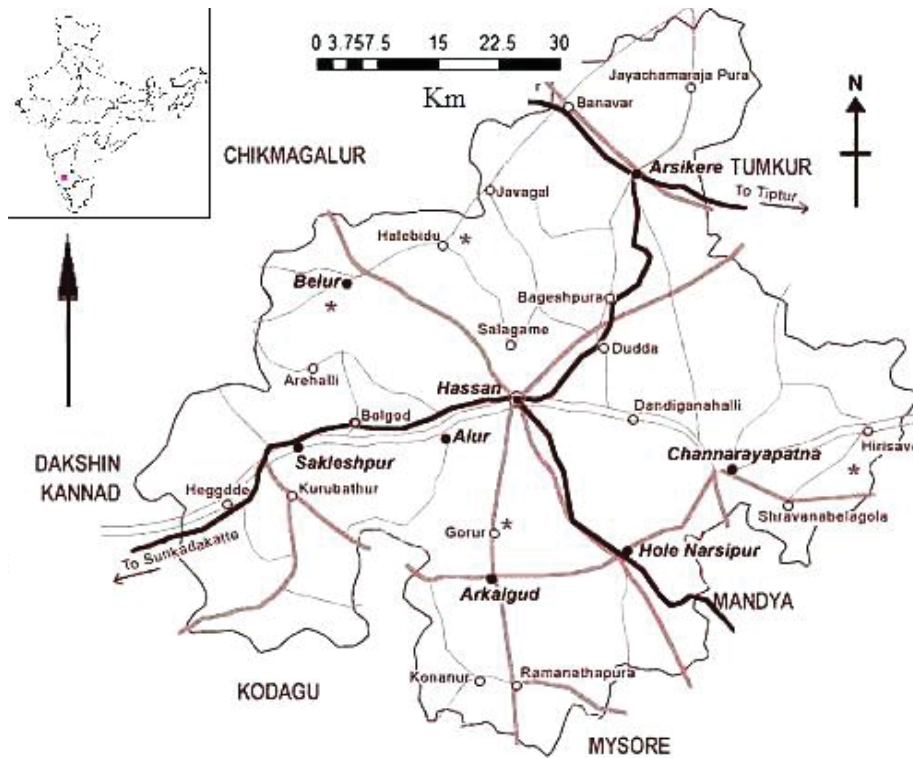 0 3.75 7.5 15 22.5 30
Km
N
Jayachamaraja Pura
r
Banavar
CHIKMAGALUR
Arsikere
TUMKUR
To Tiptur
Javagal
Halebidu *
Belur
*
Bageshpura
Salagame
Dudda
Arehalli
Hassan
Dandiganahalli
Bolgod
Alur
Hirisave
Channarayapatna
*
Sakleshpur
DAKSHIN
KANNAD
Heggdde
Kurubathur
Shravanabelagola
Gorur *
To Sunkadakatte
Hole Narsipur
Arkalgud
MANDYA
Konanur
Ramanathapura
KODAGU
MYSORE